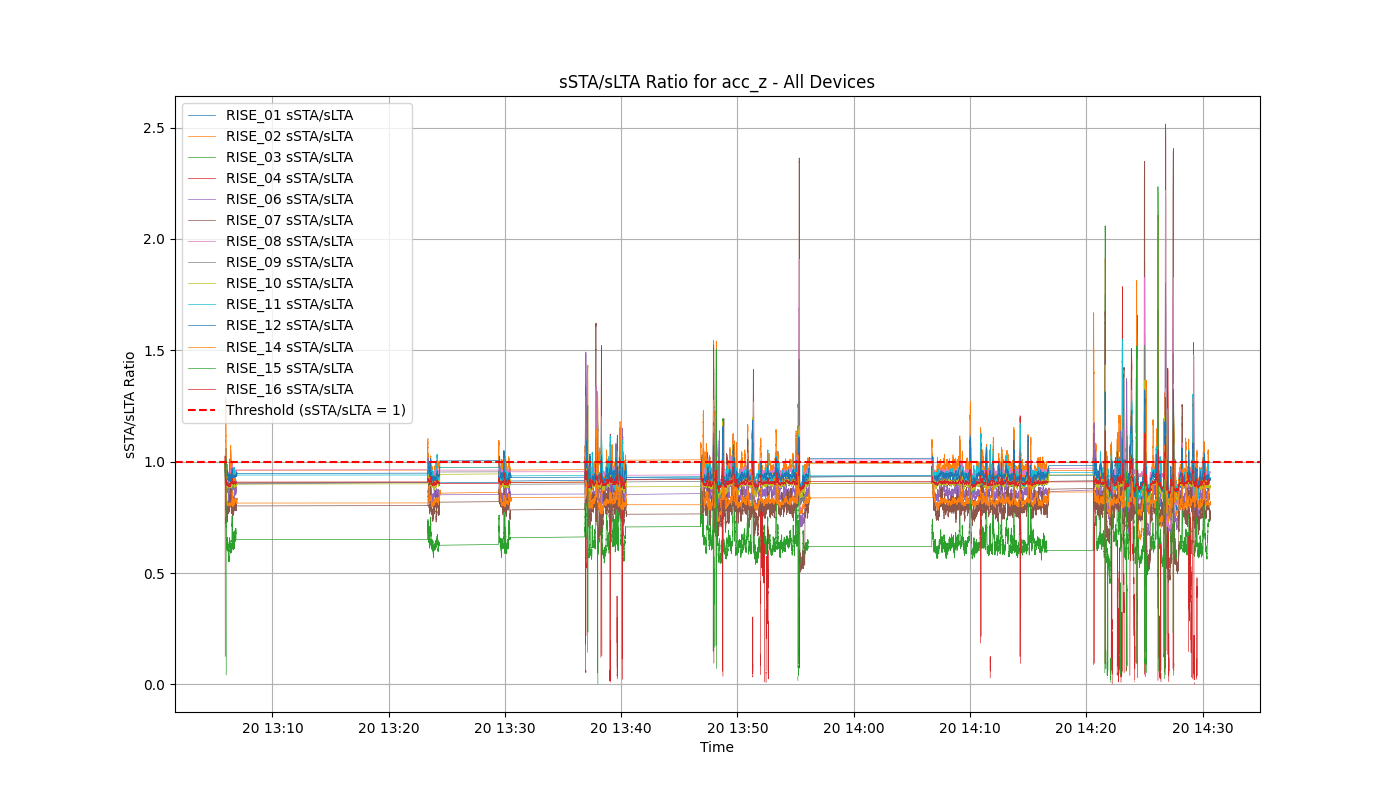 sSTA/sLTA Ratio for acc_z - All Devices
RISE_01 sSTA/sLTA
RISE_02 sSTA/sLTA
RISE_03 sSTA/sLTA
RISE_04 sSTA/sLTA
RISE_06 sSTA/sLTA
RISE_07 sSTA/sLTA
RISE_08 sSTA/sLTA
RISE_09 sSTA/sLTA
RISE_10 sSTA/sLTA
RISE_11 sSTA/sLTA
RISE_12 sSTA/sLTA
RISE_14 sSTA/sLTA
RISE_15 sSTA/sLTA
RISE_16 sSTA/sLTA
Threshold (sSTA/sLTA = 1)
sSTA/sLTA Ratio
2.5
2.0
1.5
1.0
0.5
0.0
20 13:10 20 13:20 20 13:30 20 13:40 20 13:50 20 14:00 20 14:10 20 14:20 20 14:30
Time